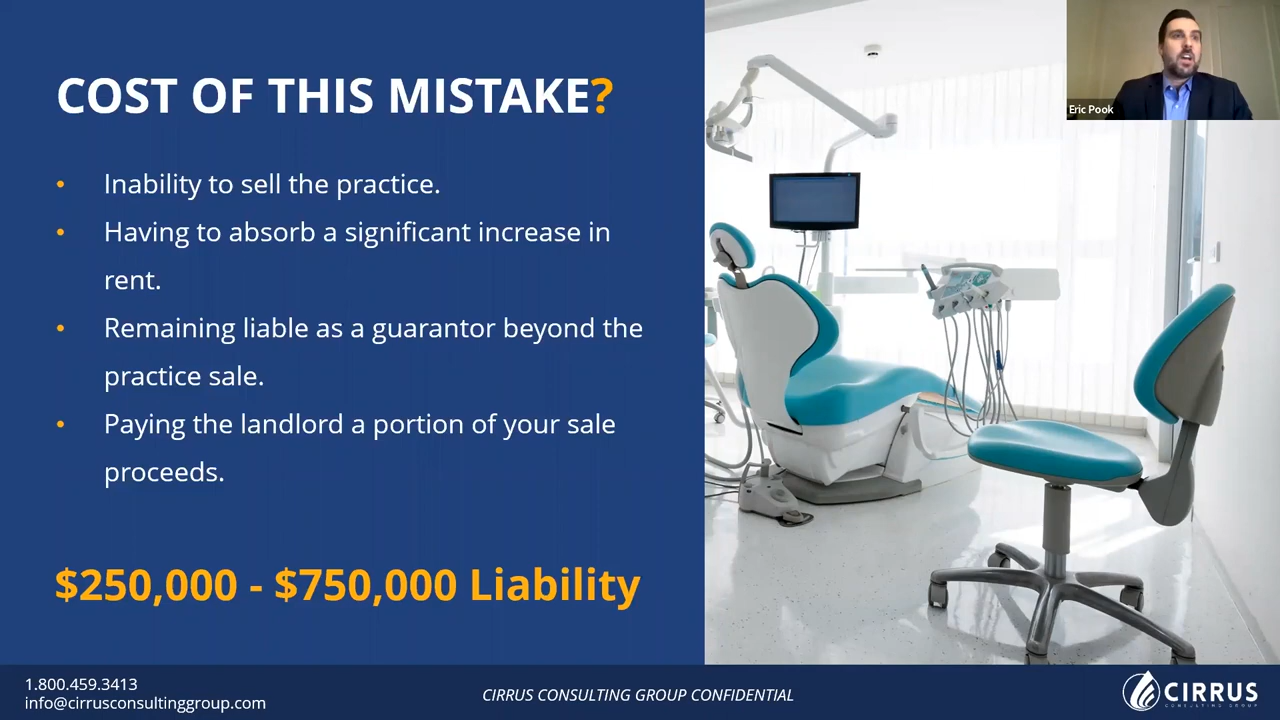 COST OF THIS MISTAKE?
• Inability to sell the practice.
• Having to absorb a significant increase in
rent.
• Remaining liable as a guarantor beyond the
practice sale.
• Paying the landlord a portion of your sale
proceeds.
$250,000 - $750,000 Liability
Eric Pook
1.800.459.3413
info@cirrusconsultinggroup.com
CIRRUS CONSULTING GROUP CONFIDENTIAL
CIRRUS
CONSULTING GROUP